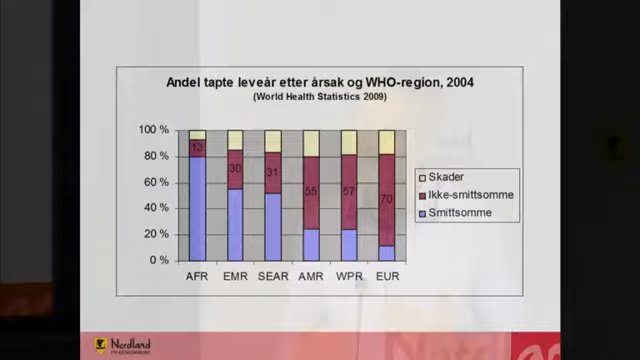 Andel tapte leveår etter årsak og WHO-region, 2004
(World Health Statistics 2009)
100 %
80 %
60 %
40 %
20 %
0 %
13
30
31
55
57
70
AFR
EMR
SEAR
AMR
WPR
EUR
Skader
Ikke-smittsomme
Smittsomme
Nordland
FYLKESKOMMUNE